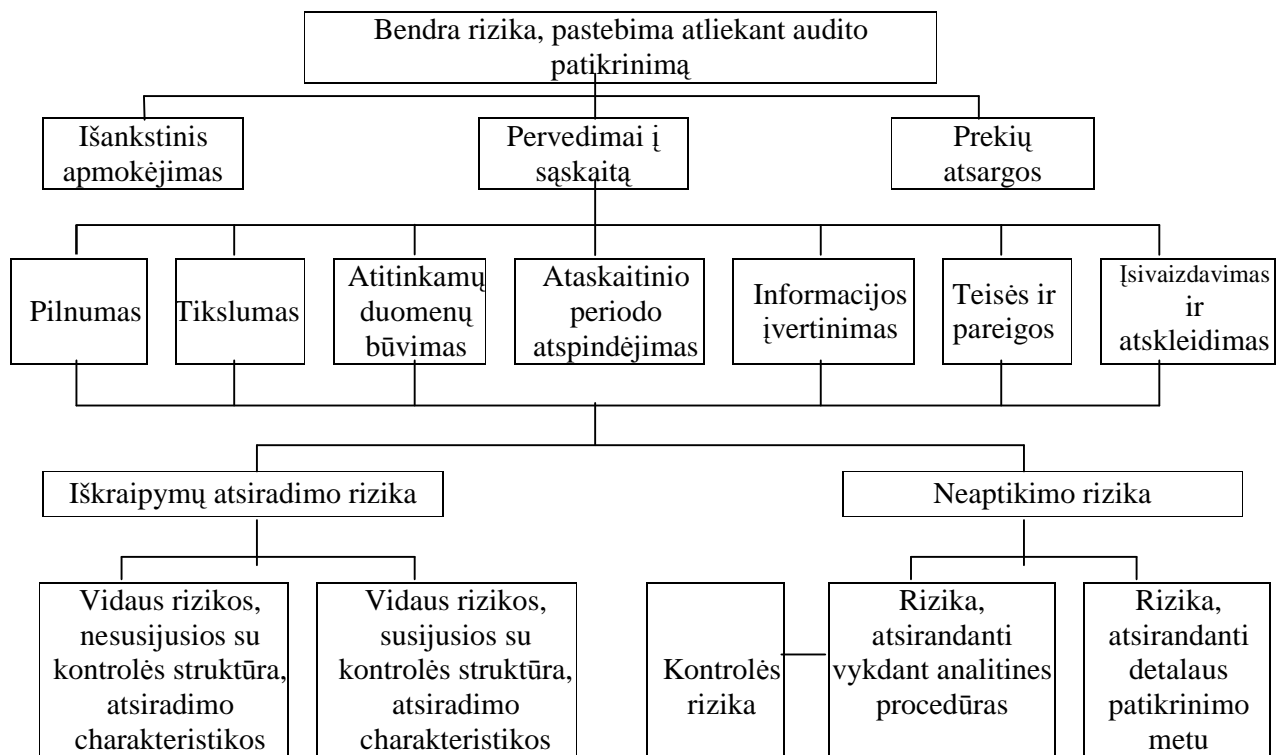 Bendra rizika, pastebima atliekant audito
patikrinimą
Išankstinis
apmokėjimas
Pervedimai į
sąskaitą
Prekių
atsargos
Pilnumas
Tikslumas
Atitinkamų
duomenų
būvimas
Ataskaitinio
periodo
atspindėjimas
Informacijos
įvertinimas
Teisės ir
pareigos
Įsivaizdavimas
ir
atskleidimas
Iškraipymų atsiradimo rizika
Neaptikimo rizika
Vidaus rizikos,
nesusijusios su
kontrolės struktūra,
atsiradimo
charakteristikos
Vidaus rizikos,
susijusios su
kontrolės struktūra,
atsiradimo
charakteristikos
Kontrolės
rizika
Rizika,
atsirandanti
vykdant analitines
procedūras
Rizika,
atsirandanti
detalaus
patikrinimo
metu